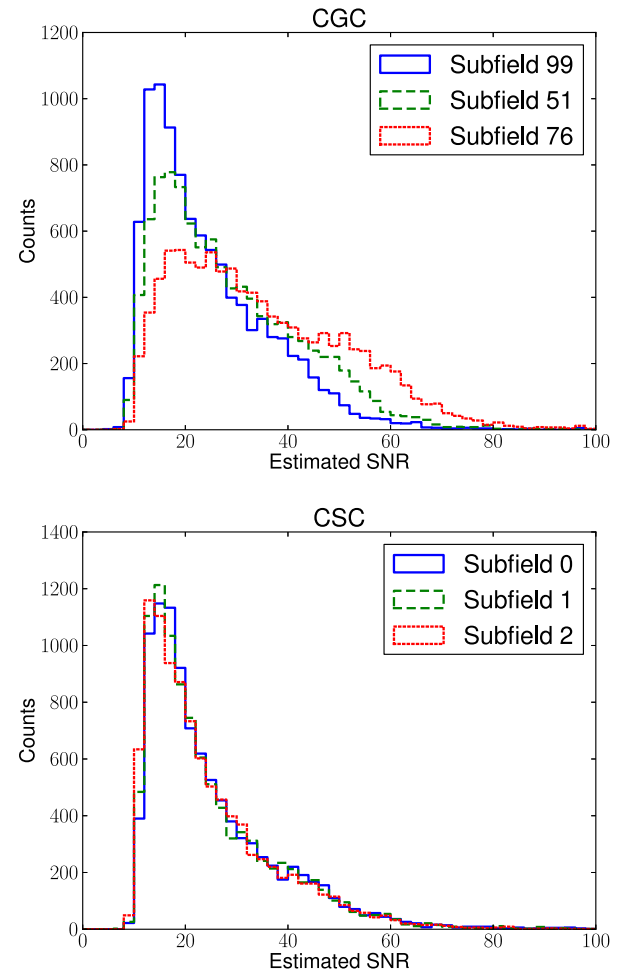 CGC
1200
1000
800
600
400
200
0
Counts
Subfield 99
Subfield 51
Subfield 76
0 20 40 60 80 100
Estimated SNR
CSC
1400
1200
1000
800
600
400
200
0
Counts
Subfield 0
Subfield 1
Subfield 2
0 20 40 60 80 100
Estimated SNR